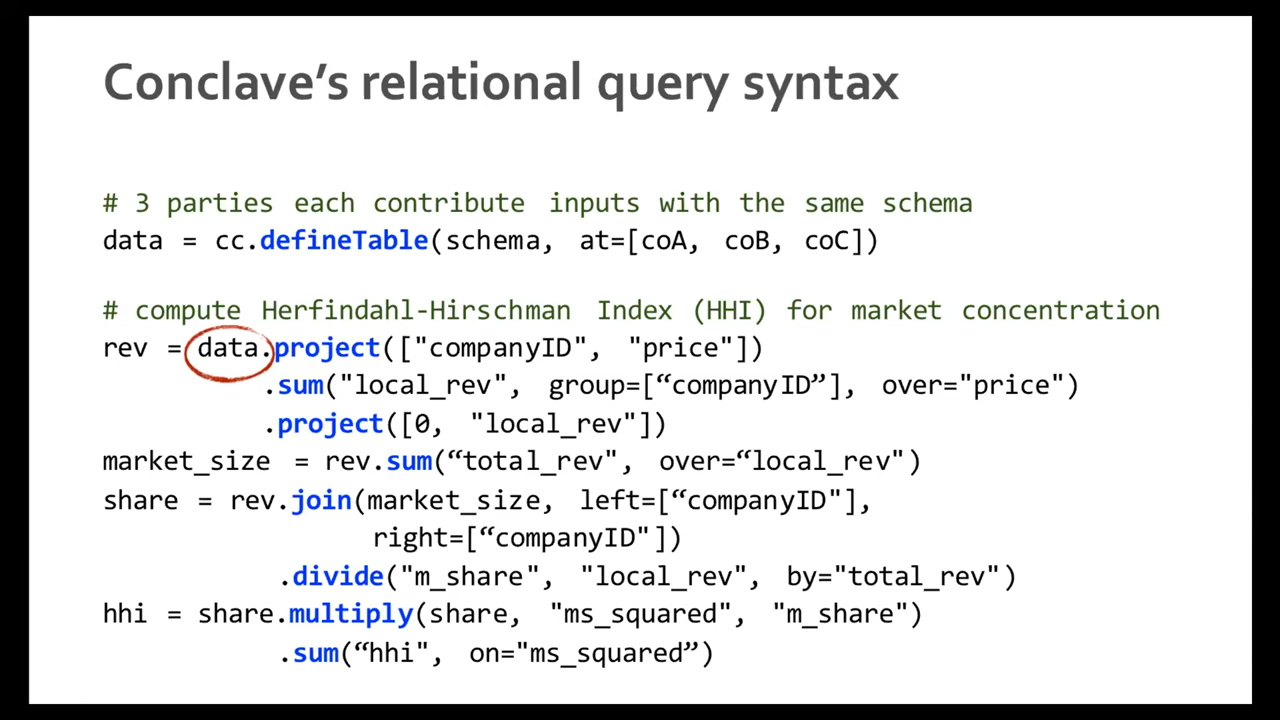 Conclave’s relational query syntax
# 3 parties each contribute inputs with the same schema
data = cc.defineTable(schema, at=[coA, coB, coC])
# compute Herfindahl-Hirschman Index (HHI) for market concentration
rev = data.project(["companyID", "price"])
.sum("local_rev", group=[“companyID”], over="price")
.project([0, "local_rev"])
market_size = rev.sum(“total_rev", over=“local_rev")
share = rev.join(market_size, left=[“companyID"],
right=[“companyID"])
.divide("m_share", "local_rev", by="total_rev")
hhi = share.multiply(share, "ms_squared", "m_share")
.sum(“hhi", on="ms_squared”)